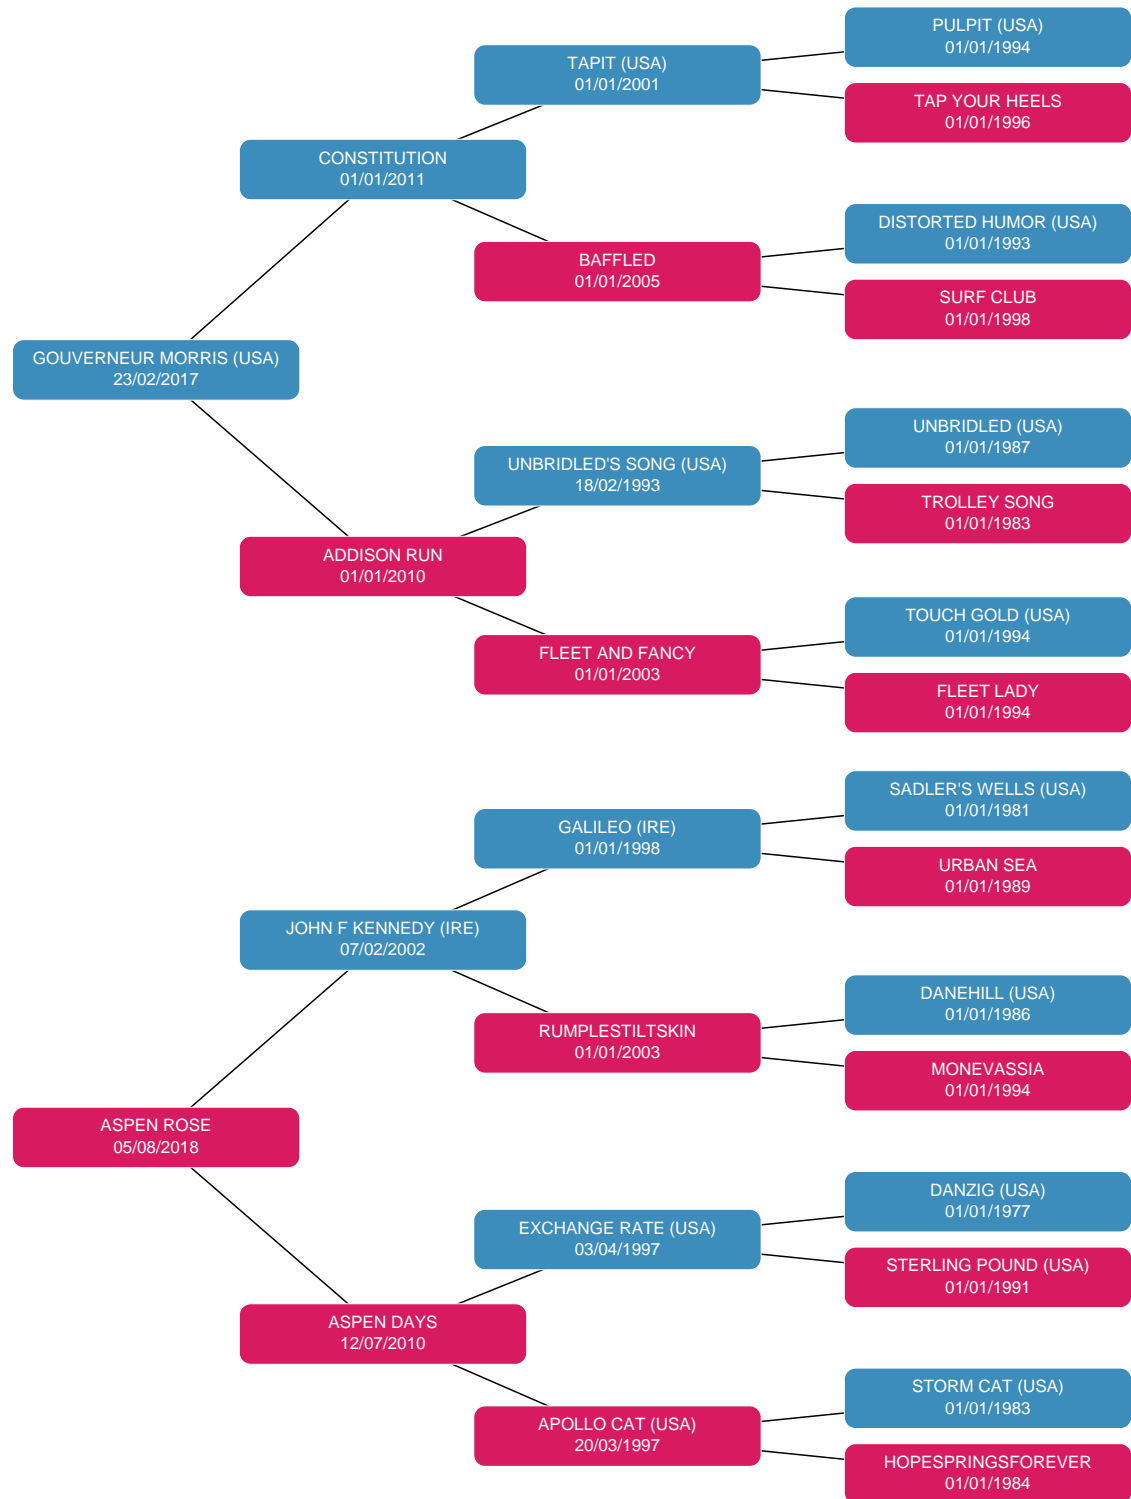 PULPIT (USA)
01/01/1994
TAPIT (USA)
01/01/2001
TAP YOUR HEELS
01/01/1996
CONSTITUTION
01/01/2011
DISTORTED HUMOR (USA)
01/01/1993
BAFFLED
01/01/2005
SURF CLUB
01/01/1998
GOUVERNEUR MORRIS (USA)
23/02/2017
UNBRIDLED (USA)
01/01/1987
UNBRIDLED'S SONG (USA)
18/02/1993
TROLLEY SONG
01/01/1983
ADDISON RUN
01/01/2010
TOUCH GOLD (USA)
01/01/1994
FLEET AND FANCY
01/01/2003
FLEET LADY
01/01/1994
SADLER'S WELLS (USA)
01/01/1981
GALILEO (IRE)
01/01/1998
URBAN SEA
01/01/1989
JOHN F KENNEDY (IRE)
07/02/2002
DANEHILL (USA)
01/01/1986
RUMPLESTILTSKIN
01/01/2003
MONEVASSIA
01/01/1994
ASPEN ROSE
05/08/2018
DANZIG (USA)
01/01/1977
EXCHANGE RATE (USA)
03/04/1997
STERLING POUND (USA)
01/01/1991
ASPEN DAYS
12/07/2010
STORM CAT (USA)
01/01/1983
APOLLO CAT (USA)
20/03/1997
HOPESPRINGSFOREVER
01/01/1984